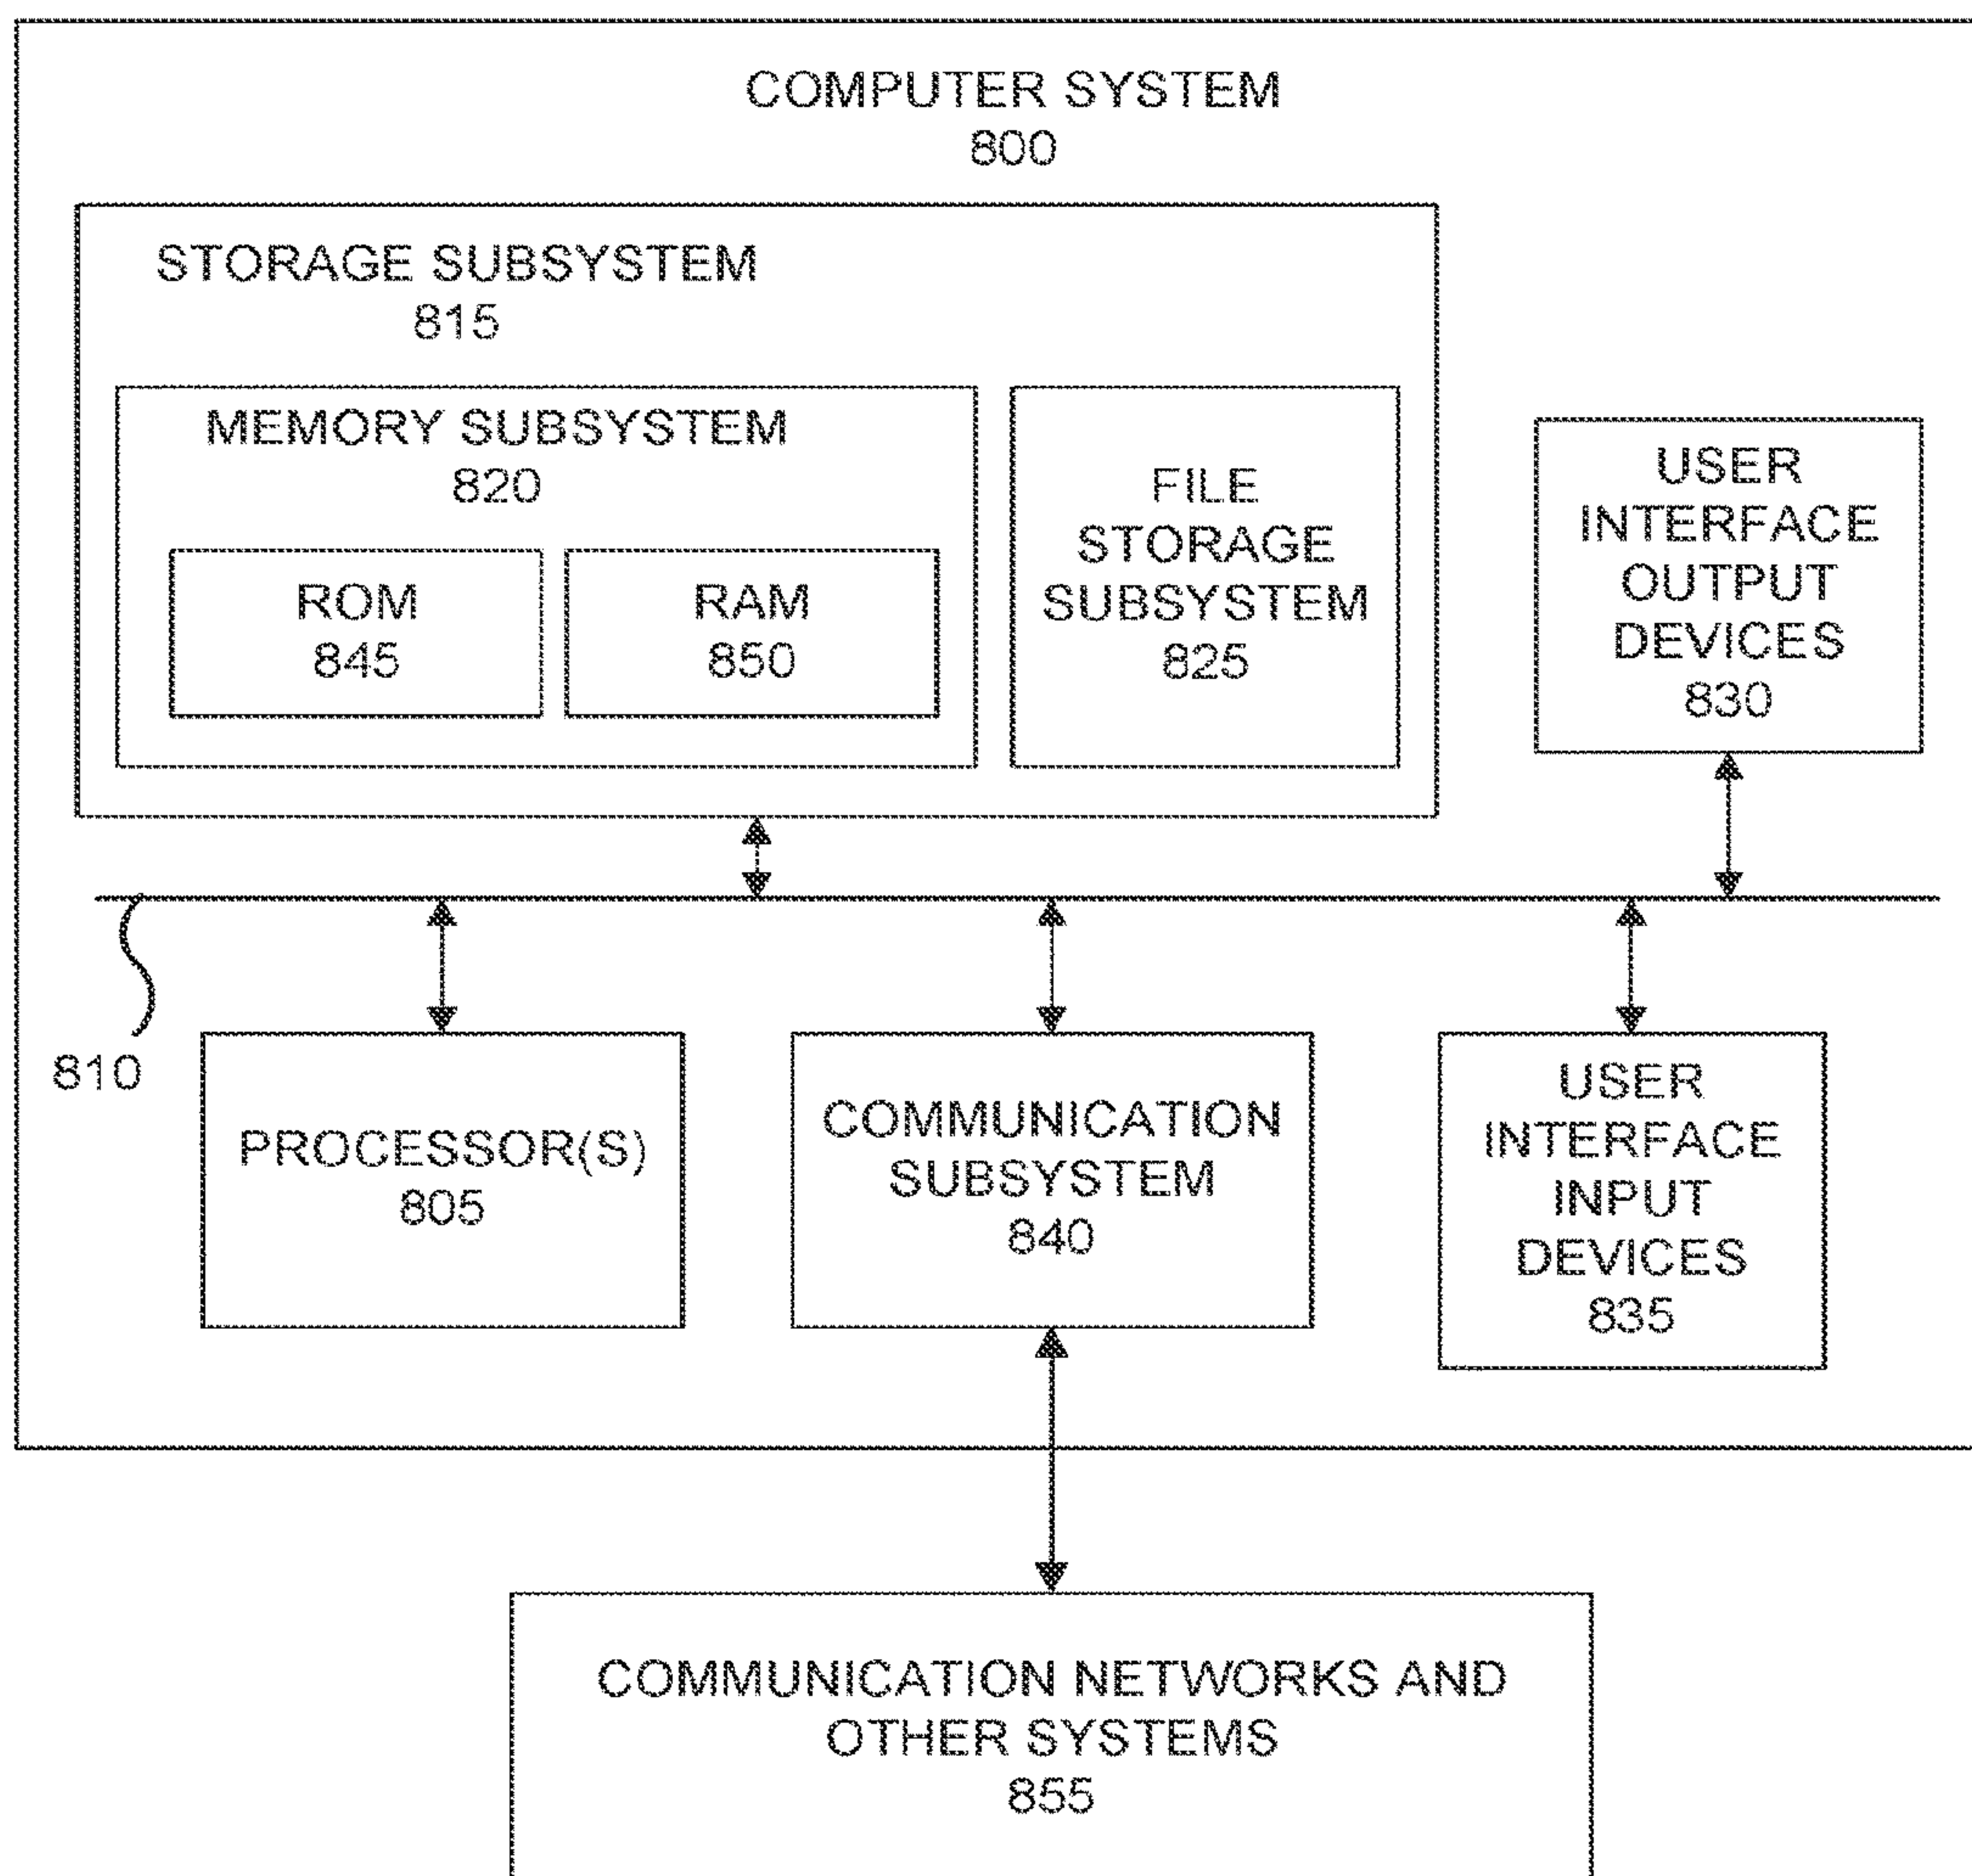 COMPUTER SYSTEM
800
STORAGE SUBSYSTEM
815
MEMORY SUBSYSTEM
820
ROM
845
RAM
850
FILE
STORAGE
SUBSYSTEM
825
USER
INTERFACE
OUTPUT
DEVICES
830
810
PROCESSOR(S)
805
COMMUNICATION
SUBSYSTEM
840
USER
INTERFACE
INPUT
DEVICES
835
COMMUNICATION NETWORKS AND
OTHER SYSTEMS
855